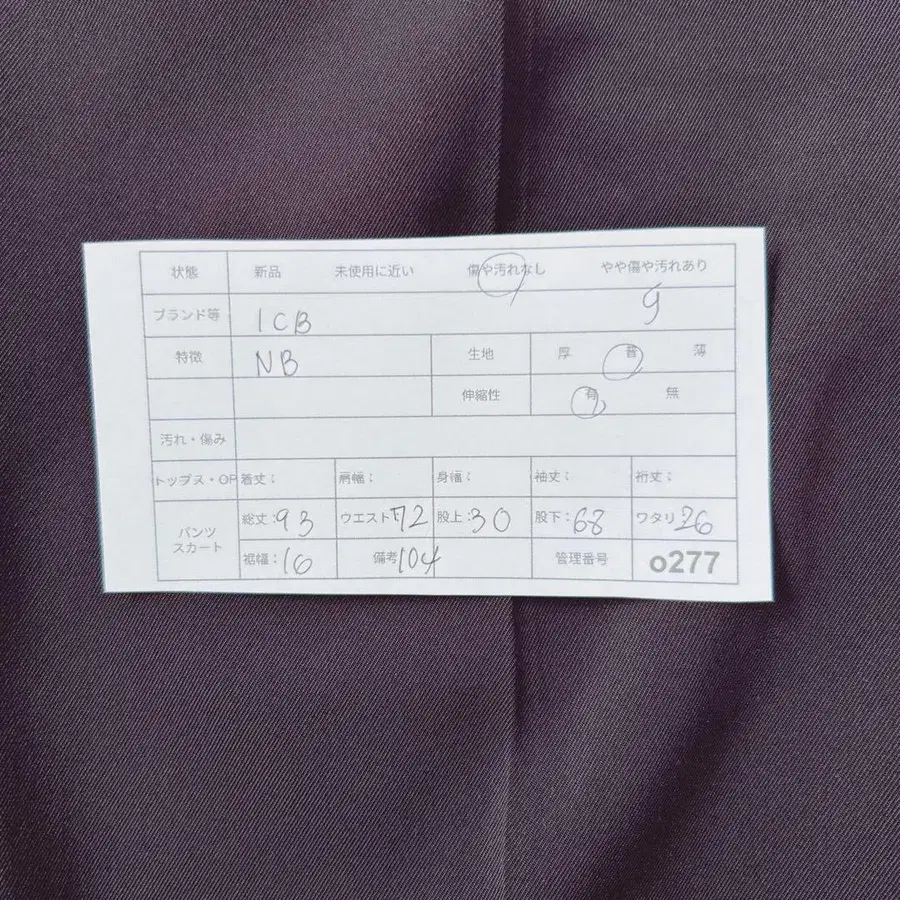 状態 新品 未使用に近い 傷や汚れなし やや傷や汚れあり
ブランド等 ICB 9
特徴 NB 生地 厚 普 薄
伸縮性 有 無
汚れ・傷み
トップス・OP 着丈： 肩幅： 身幅： 袖丈： 裄丈：
パンツ スカート 総丈：93 ウエスト 72 股上：30 股下：68 ワタリ：26
裾幅：16 備考 104 管理番号 o277